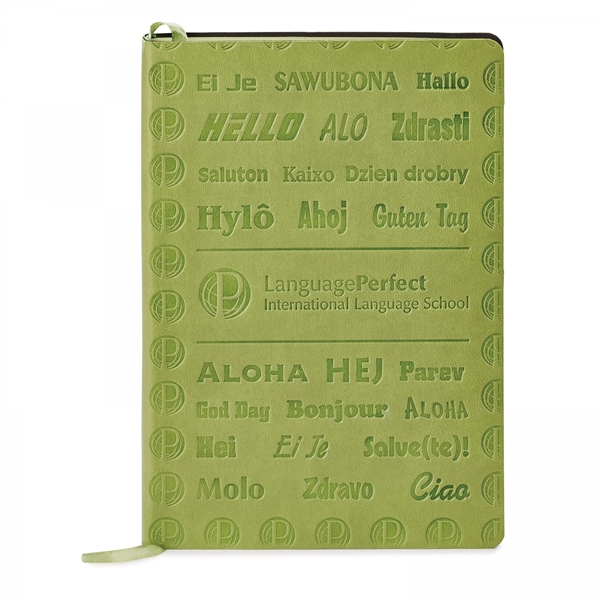 Ei Je SAWUBONA Hallo
HELLO ALO Zdrasti
Saluton Kaixo Dzien drobry
Hylô Ahoj Guten Tag
P LanguagePerfect
International Language School
ALOHA HEJ Parev
God Day Bonjour ALOHA
Hei Ei Je Salve(te)!
Molo Zdravo Ciao